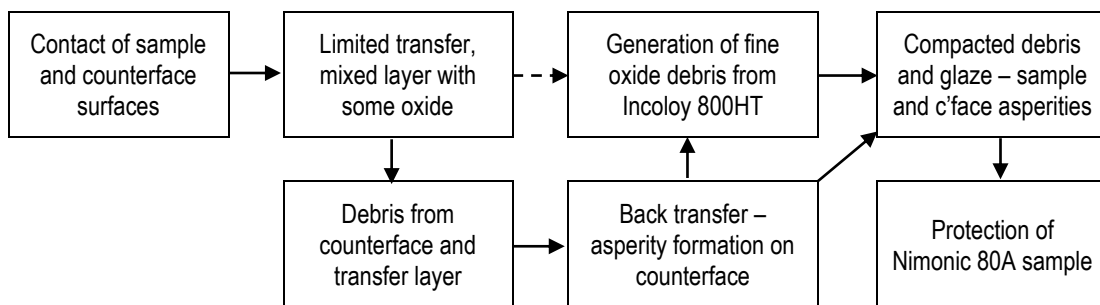 Contact of sample
and counterface
surfaces
Limited transfer,
mixed layer with
some oxide
Generation of fine
oxide debris from
Incoloy 800HT
Compacted debris
and glaze – sample
and c'face asperities
Debris from
counterface and
transfer layer
Back transfer –
asperity formation on
counterface
Protection of
Nimonic 80A sample